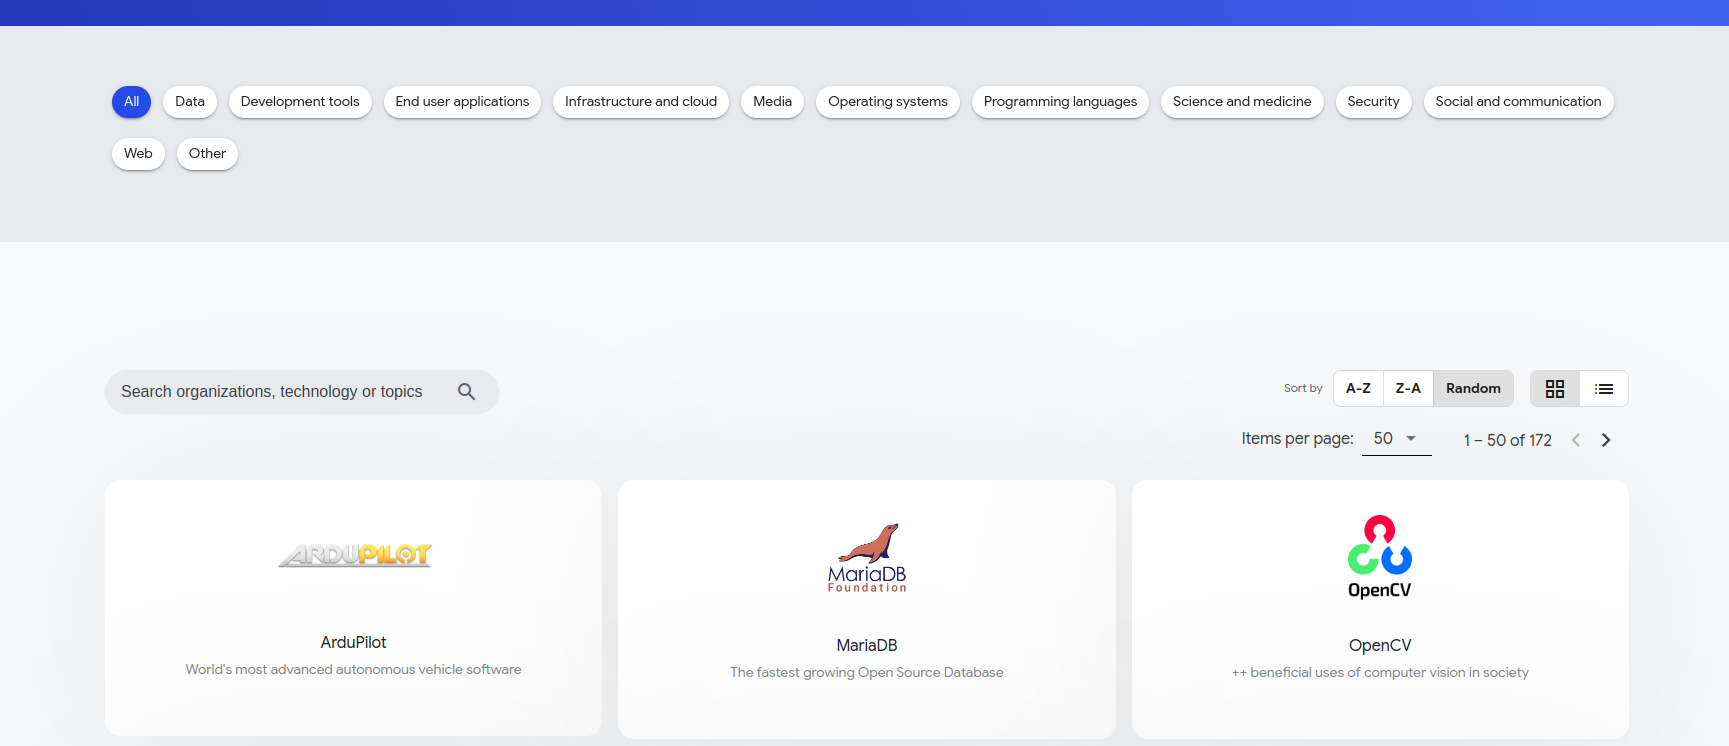 All Data Development tools End user applications Infrastructure and cloud Media Operating systems Programming languages Science and medicine Security Social and communication
Web Other
Search organizations, technology or topics
Sort by A-Z Z-A Random
Items per page: 50 1 – 50 of 172
ARDUPILOT
MariaDB
Foundation
OpenCV
ArduPilot
World's most advanced autonomous vehicle software
MariaDB
The fastest growing Open Source Database
OpenCV
++ beneficial uses of computer vision in society